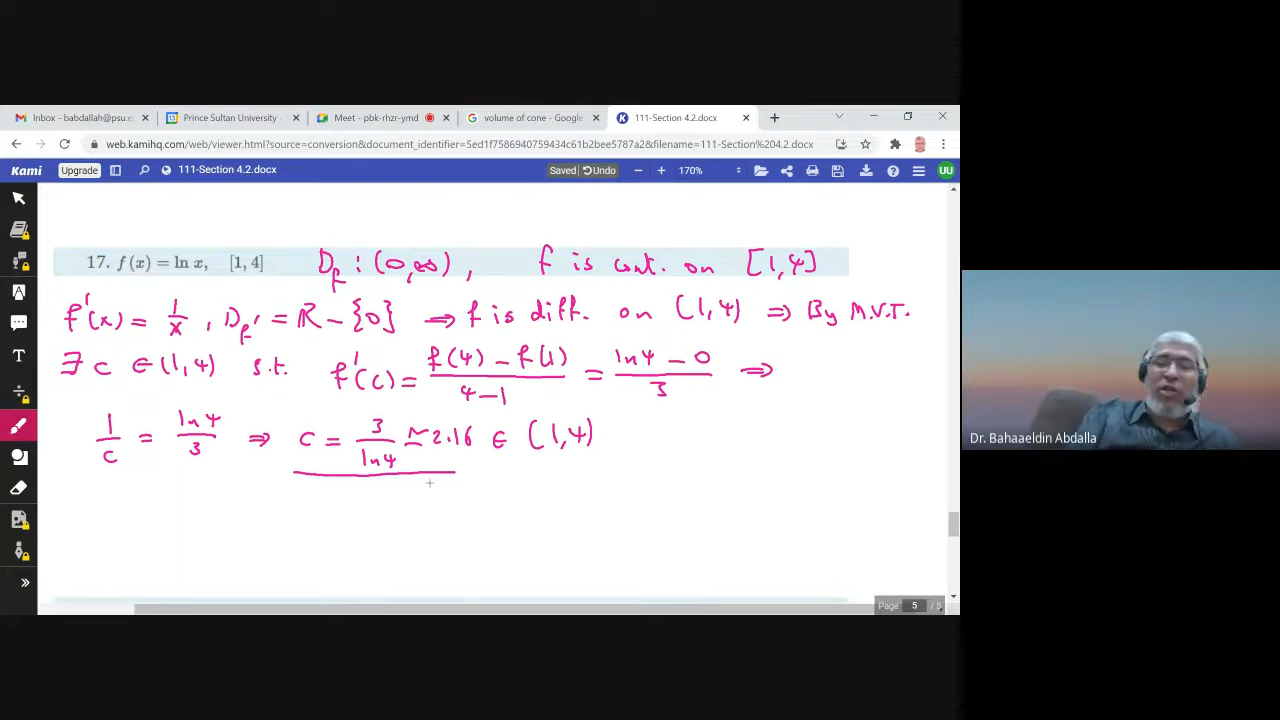 Inbox - babdallah@psu.e
Prince Sultan University -
Meet - pbk-rhzr-ymd
volume of cone - Google
111-Section 4.2.docx
web.kamihq.com/web/viewer.html?source=conversion&document_identifier=5ed1f7586940759434c61b2bee5787a2&filename=111-Section%204.2.docx
Kami Upgrade 111-Section 4.2.docx Saved Undo 170% UU
17. f(x) = ln x, [1, 4] D_f : (0,∞), f is cont. on [1,4]
f'(x) = 1/x, D_f' = ℝ - {0} ⇒ f is diff. on (1,4) ⇒ By M.V.T.
∃ c ∈ (1,4) s.t. f'(c) = (f(4) - f(1))/(4-1) = (ln4 - 0)/3 ⇒
1/c = ln4/3 ⇒ c = 3/ln4 ≈ 2.16 ∈ (1,4)
Dr. Bahaaeldin Abdalla
Page 5 / 5